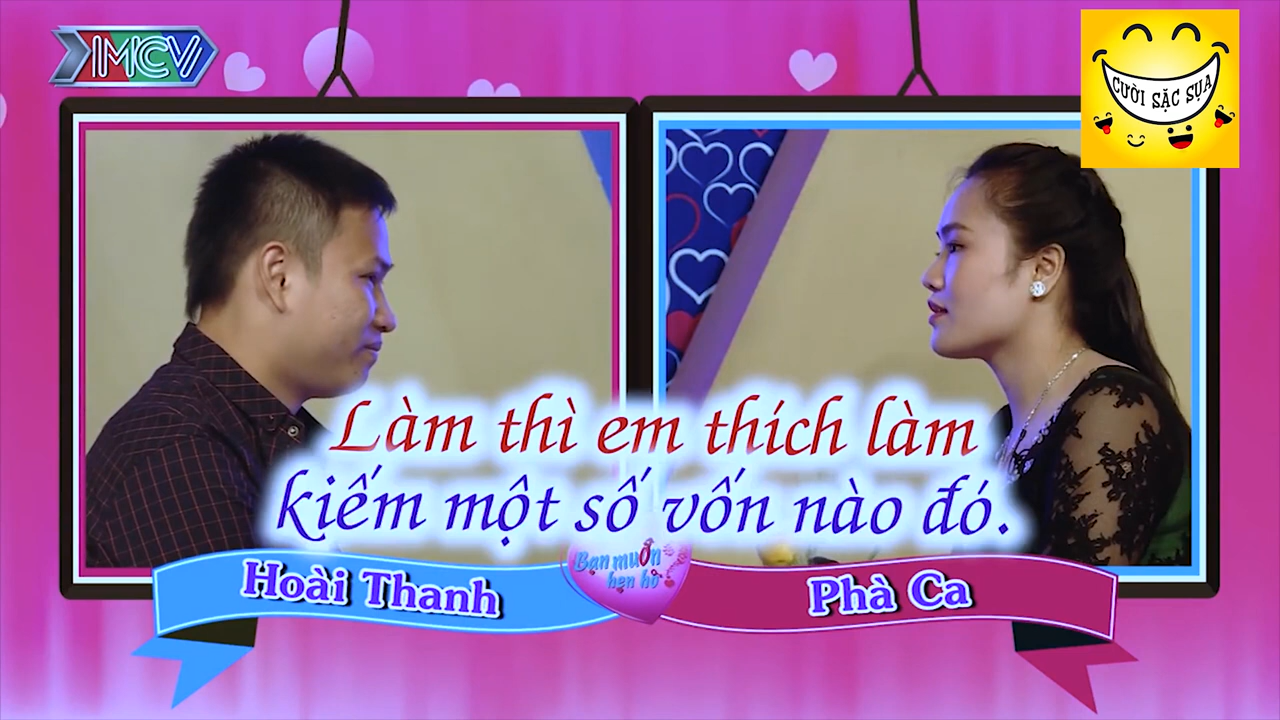 MCV
CƯỜI SẶC SỤA
Làm thì em thích làm
kiếm một số vốn nào đó.
Bạn muốn
hẹn hò
Hoài Thanh
Phà Ca